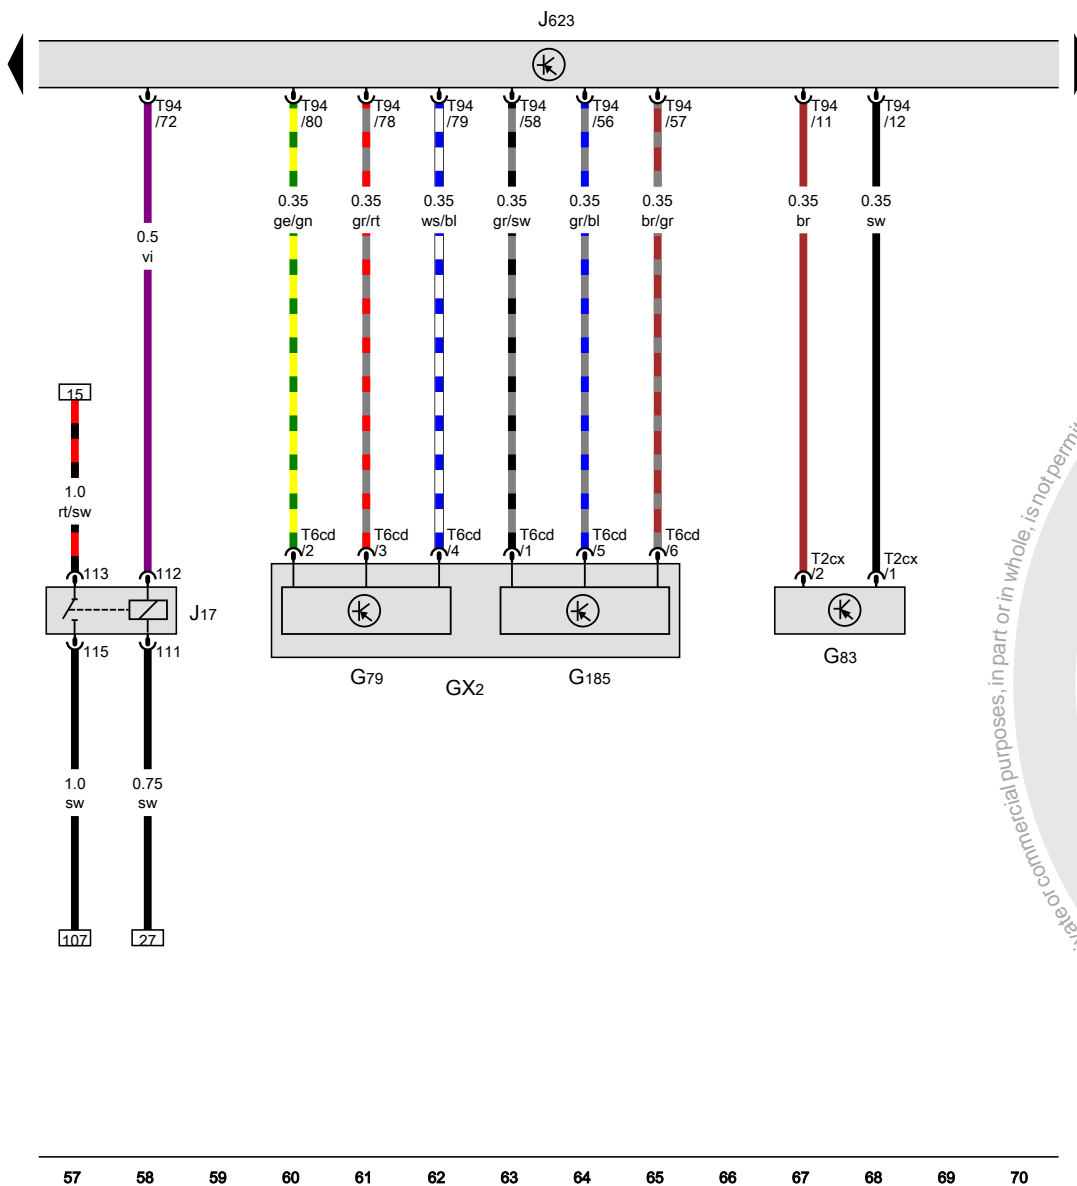 J623
T94 T94 T94 T94 T94 T94 T94 T94 T94
/72 /80 /78 /79 /58 /56 /57 /11 /12
0.35 0.35 0.35 0.35 0.35 0.35 0.35 0.35
ge/gn gr/rt ws/bl gr/sw gr/bl br/gr br sw
0.5
vi
15
1.0
rt/sw
T6cd T6cd T6cd T6cd T6cd T6cd
/2 /3 /4 /1 /5 /6
T2cx T2cx
/2 /1
113 112
J17
115 111
G79 G185
GX2
G83
1.0 0.75
sw sw
107 27
57 58 59 60 61 62 63 64 65 66 67 68 69 70
commercial purposes, in part or in whole, is not